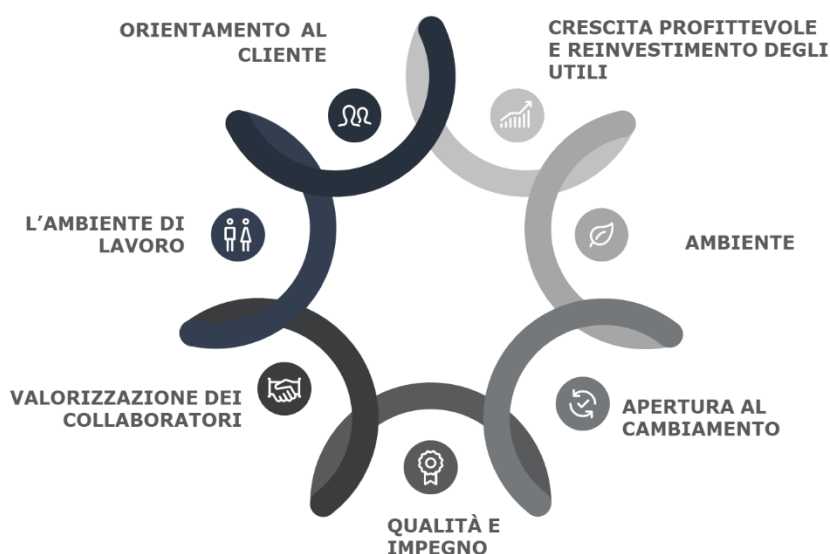 ORIENTAMENTO AL
CLIENTE
CRESCITA PROFITTEVOLE
E REINVESTIMENTO DEGLI
UTILI
L’AMBIENTE DI
LAVORO
AMBIENTE
VALORIZZAZIONE DEI
COLLABORATORI
APERTURA AL
CAMBIAMENTO
QUALITÀ E
IMPEGNO